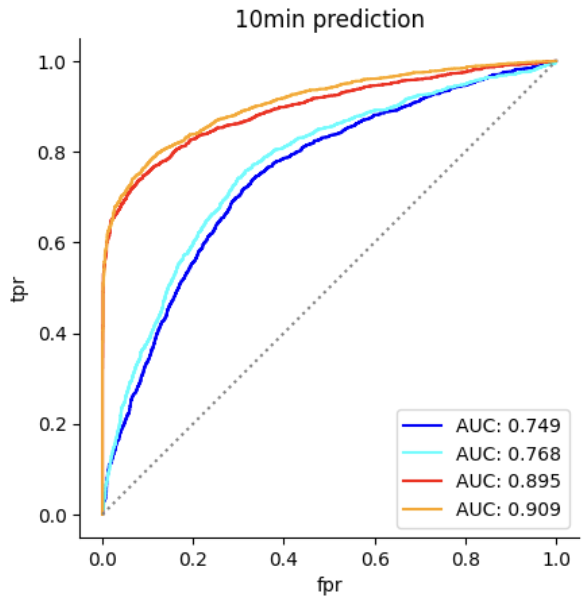 10min prediction
1.0
0.8
0.6
0.4
0.2
0.0
tpr
AUC: 0.749
AUC: 0.768
AUC: 0.895
AUC: 0.909
0.0 0.2 0.4 0.6 0.8 1.0
fpr